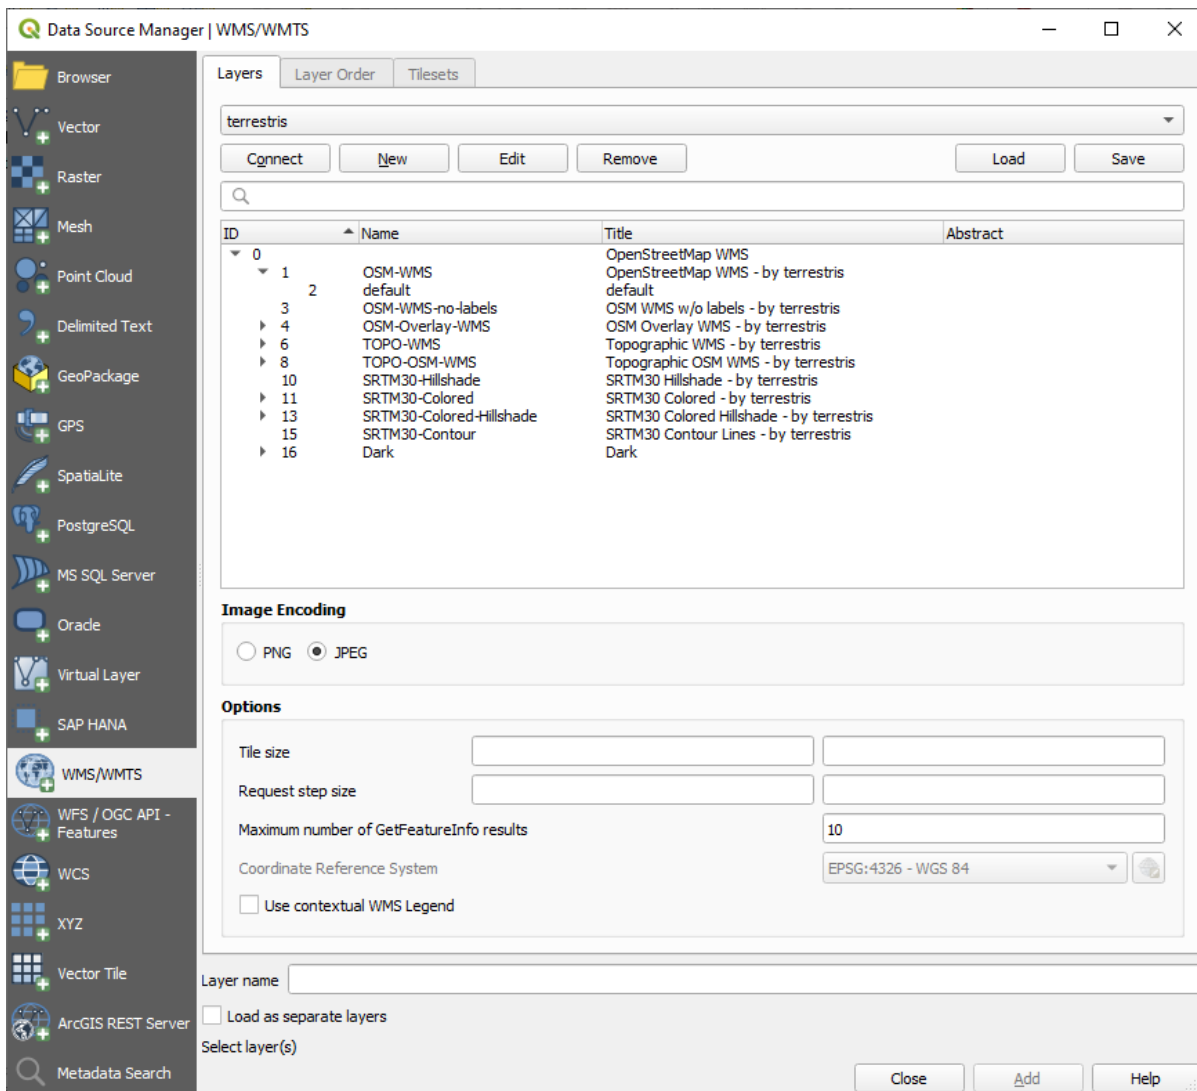 Data Source Manager | WMS/WMTS
Browser
Vector
Raster
Mesh
Point Cloud
Delimited Text
GeoPackage
GPS
SpatiaLite
PostgreSQL
MS SQL Server
Oracle
Virtual Layer
SAP HANA
WMS/WMTS
WFS / OGC API -
Features
WCS
XYZ
Vector Tile
ArcGIS REST Server
Metadata Search
Layers Layer Order Tilesets
terrestris
Connect New Edit Remove Load Save
ID Name Title Abstract
0 OpenStreetMap WMS
1 OSM-WMS OpenStreetMap WMS - by terrestris
2 default default
3 OSM-WMS-no-labels OSM WMS w/o labels - by terrestris
4 OSM-Overlay-WMS OSM Overlay WMS - by terrestris
6 TOPO-WMS Topographic WMS - by terrestris
8 TOPO-OSM-WMS Topographic OSM WMS - by terrestris
10 SRTM30-Hillshade SRTM30 Hillshade - by terrestris
11 SRTM30-Colored SRTM30 Colored - by terrestris
13 SRTM30-Colored-Hillshade SRTM30 Colored Hillshade - by terrestris
15 SRTM30-Contour SRTM30 Contour Lines - by terrestris
16 Dark Dark
Image Encoding
PNG JPEG
Options
Tile size
Request step size
Maximum number of GetFeatureInfo results 10
Coordinate Reference System EPSG:4326 - WGS 84
Use contextual WMS Legend
Layer name
Load as separate layers
Select layer(s)
Close Add Help